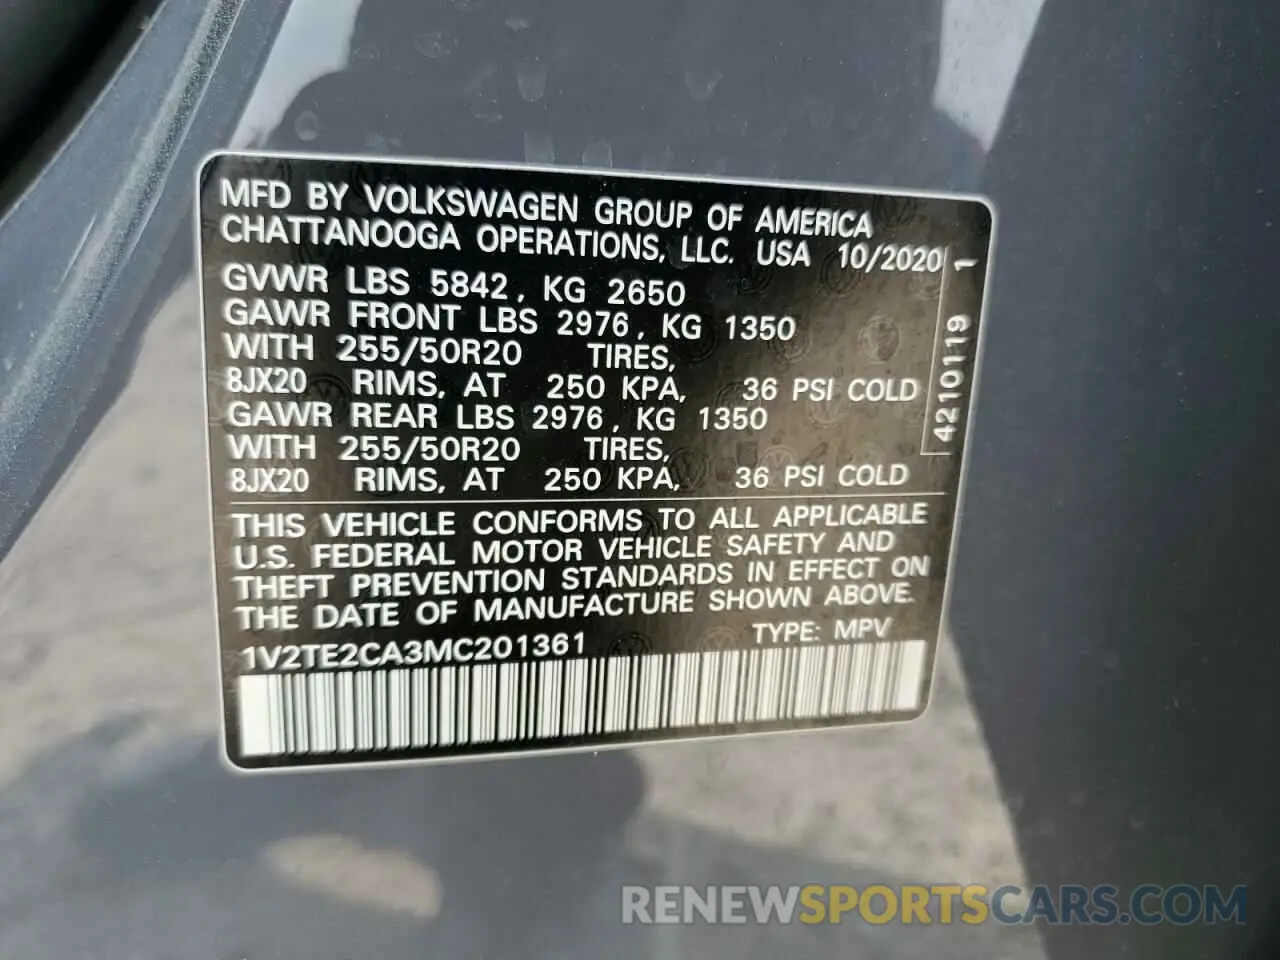 MFD BY VOLKSWAGEN GROUP OF AMERICA
CHATTANOOGA OPERATIONS, LLC. USA 10/2020
GVWR LBS 5842, KG 2650
GAWR FRONT LBS 2976, KG 1350
WITH 255/50R20 TIRES,
8JX20 RIMS, AT 250 KPA, 36 PSI COLD
GAWR REAR LBS 2976, KG 1350
WITH 255/50R20 TIRES,
8JX20 RIMS, AT 250 KPA, 36 PSI COLD
4210119 1
THIS VEHICLE CONFORMS TO ALL APPLICABLE
U.S. FEDERAL MOTOR VEHICLE SAFETY AND
THEFT PREVENTION STANDARDS IN EFFECT ON
THE DATE OF MANUFACTURE SHOWN ABOVE.
1V2TE2CA3MC201361 TYPE: MPV
RENEWSPORTSCARS.COM